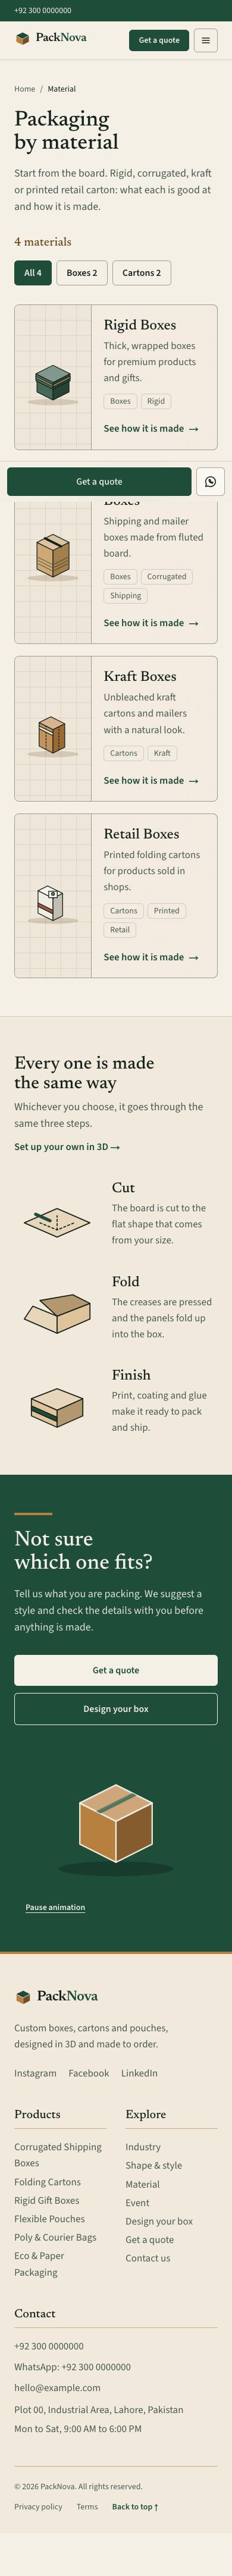 +92 300 0000000
PackNova
Get a quote
Home / Material
Packaging
by material
Start from the board. Rigid, corrugated, kraft
or printed retail carton: what each is good at
and how it is made.
4 materials
All 4
Boxes 2
Cartons 2
Rigid Boxes
Thick, wrapped boxes
for premium products
and gifts.
Boxes
Rigid
See how it is made →
Get a quote
Boxes
Shipping and mailer
boxes made from fluted
board.
Boxes
Corrugated
Shipping
See how it is made →
Kraft Boxes
Unbleached kraft
cartons and mailers
with a natural look.
Cartons
Kraft
See how it is made →
Retail Boxes
Printed folding cartons
for products sold in
shops.
Cartons
Printed
Retail
See how it is made →
Every one is made
the same way
Whichever you choose, it goes through the
same three steps.
Set up your own in 3D →
Cut
The board is cut to the
flat shape that comes
from your size.
Fold
The creases are pressed
and the panels fold up
into the box.
Finish
Print, coating and glue
make it ready to pack
and ship.
Not sure
which one fits?
Tell us what you are packing. We suggest a
style and check the details with you before
anything is made.
Get a quote
Design your box
Pause animation
PackNova
Custom boxes, cartons and pouches,
designed in 3D and made to order.
Instagram
Facebook
LinkedIn
Products
Corrugated Shipping
Boxes
Folding Cartons
Rigid Gift Boxes
Flexible Pouches
Poly & Courier Bags
Eco & Paper
Packaging
Explore
Industry
Shape & style
Material
Event
Design your box
Get a quote
Contact us
Contact
+92 300 0000000
WhatsApp: +92 300 0000000
hello@example.com
Plot 00, Industrial Area, Lahore, Pakistan
Mon to Sat, 9:00 AM to 6:00 PM
© 2026 PackNova. All rights reserved.
Privacy policy
Terms
Back to top ↑